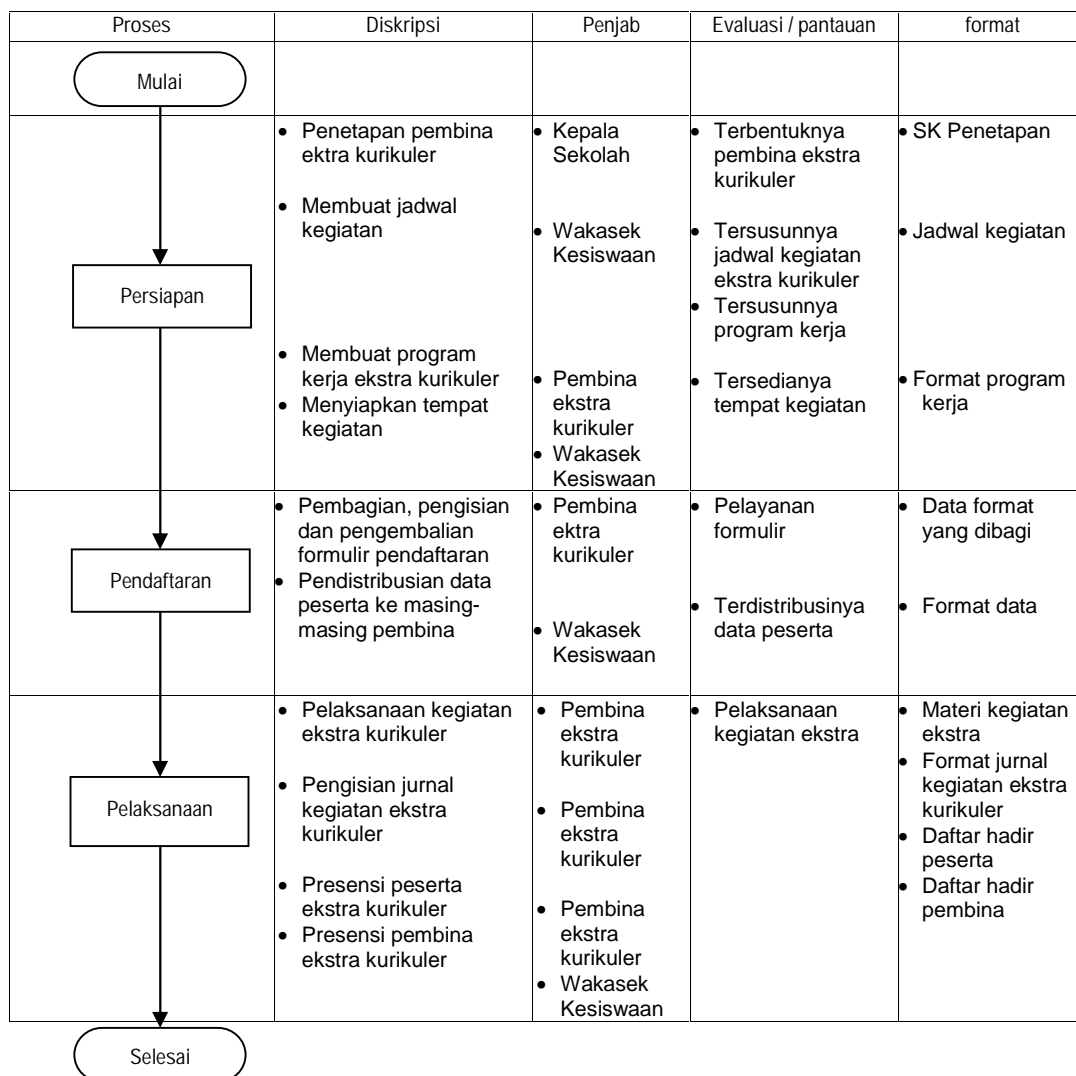 Proses Diskripsi Penjab Evaluasi / pantauan format
Mulai
Persiapan
• Penetapan pembina
ektra kurikuler
• Membuat jadwal
kegiatan
• Membuat program
kerja ekstra kurikuler
• Menyiapkan tempat
kegiatan
• Kepala
Sekolah
• Wakasek
Kesiswaan
• Pembina
ekstra
kurikuler
• Wakasek
Kesiswaan
• Terbentuknya
pembina ekstra
kurikuler
• Tersusunnya
jadwal kegiatan
ekstra kurikuler
• Tersusunnya
program kerja
• Tersedianya
tempat kegiatan
• SK Penetapan
• Jadwal kegiatan
• Format program
kerja
Pendaftaran
• Pembagian, pengisian
dan pengembalian
formulir pendaftaran
• Pendistribusian data
peserta ke masing-
masing pembina
• Pembina
ektra
kurikuler
• Wakasek
Kesiswaan
• Pelayanan
formulir
• Terdistribusinya
data peserta
• Data format
yang dibagi
• Format data
Pelaksanaan
• Pelaksanaan kegiatan
ekstra kurikuler
• Pengisian jurnal
kegiatan ekstra
kurikuler
• Presensi peserta
ekstra kurikuler
• Presensi pembina
ekstra kurikuler
• Pembina
ekstra
kurikuler
• Pembina
ekstra
kurikuler
• Pembina
ekstra
kurikuler
• Wakasek
Kesiswaan
• Pelaksanaan
kegiatan ekstra
• Materi kegiatan
ekstra
• Format jurnal
kegiatan ekstra
kurikuler
• Daftar hadir
peserta
• Daftar hadir
pembina
Selesai